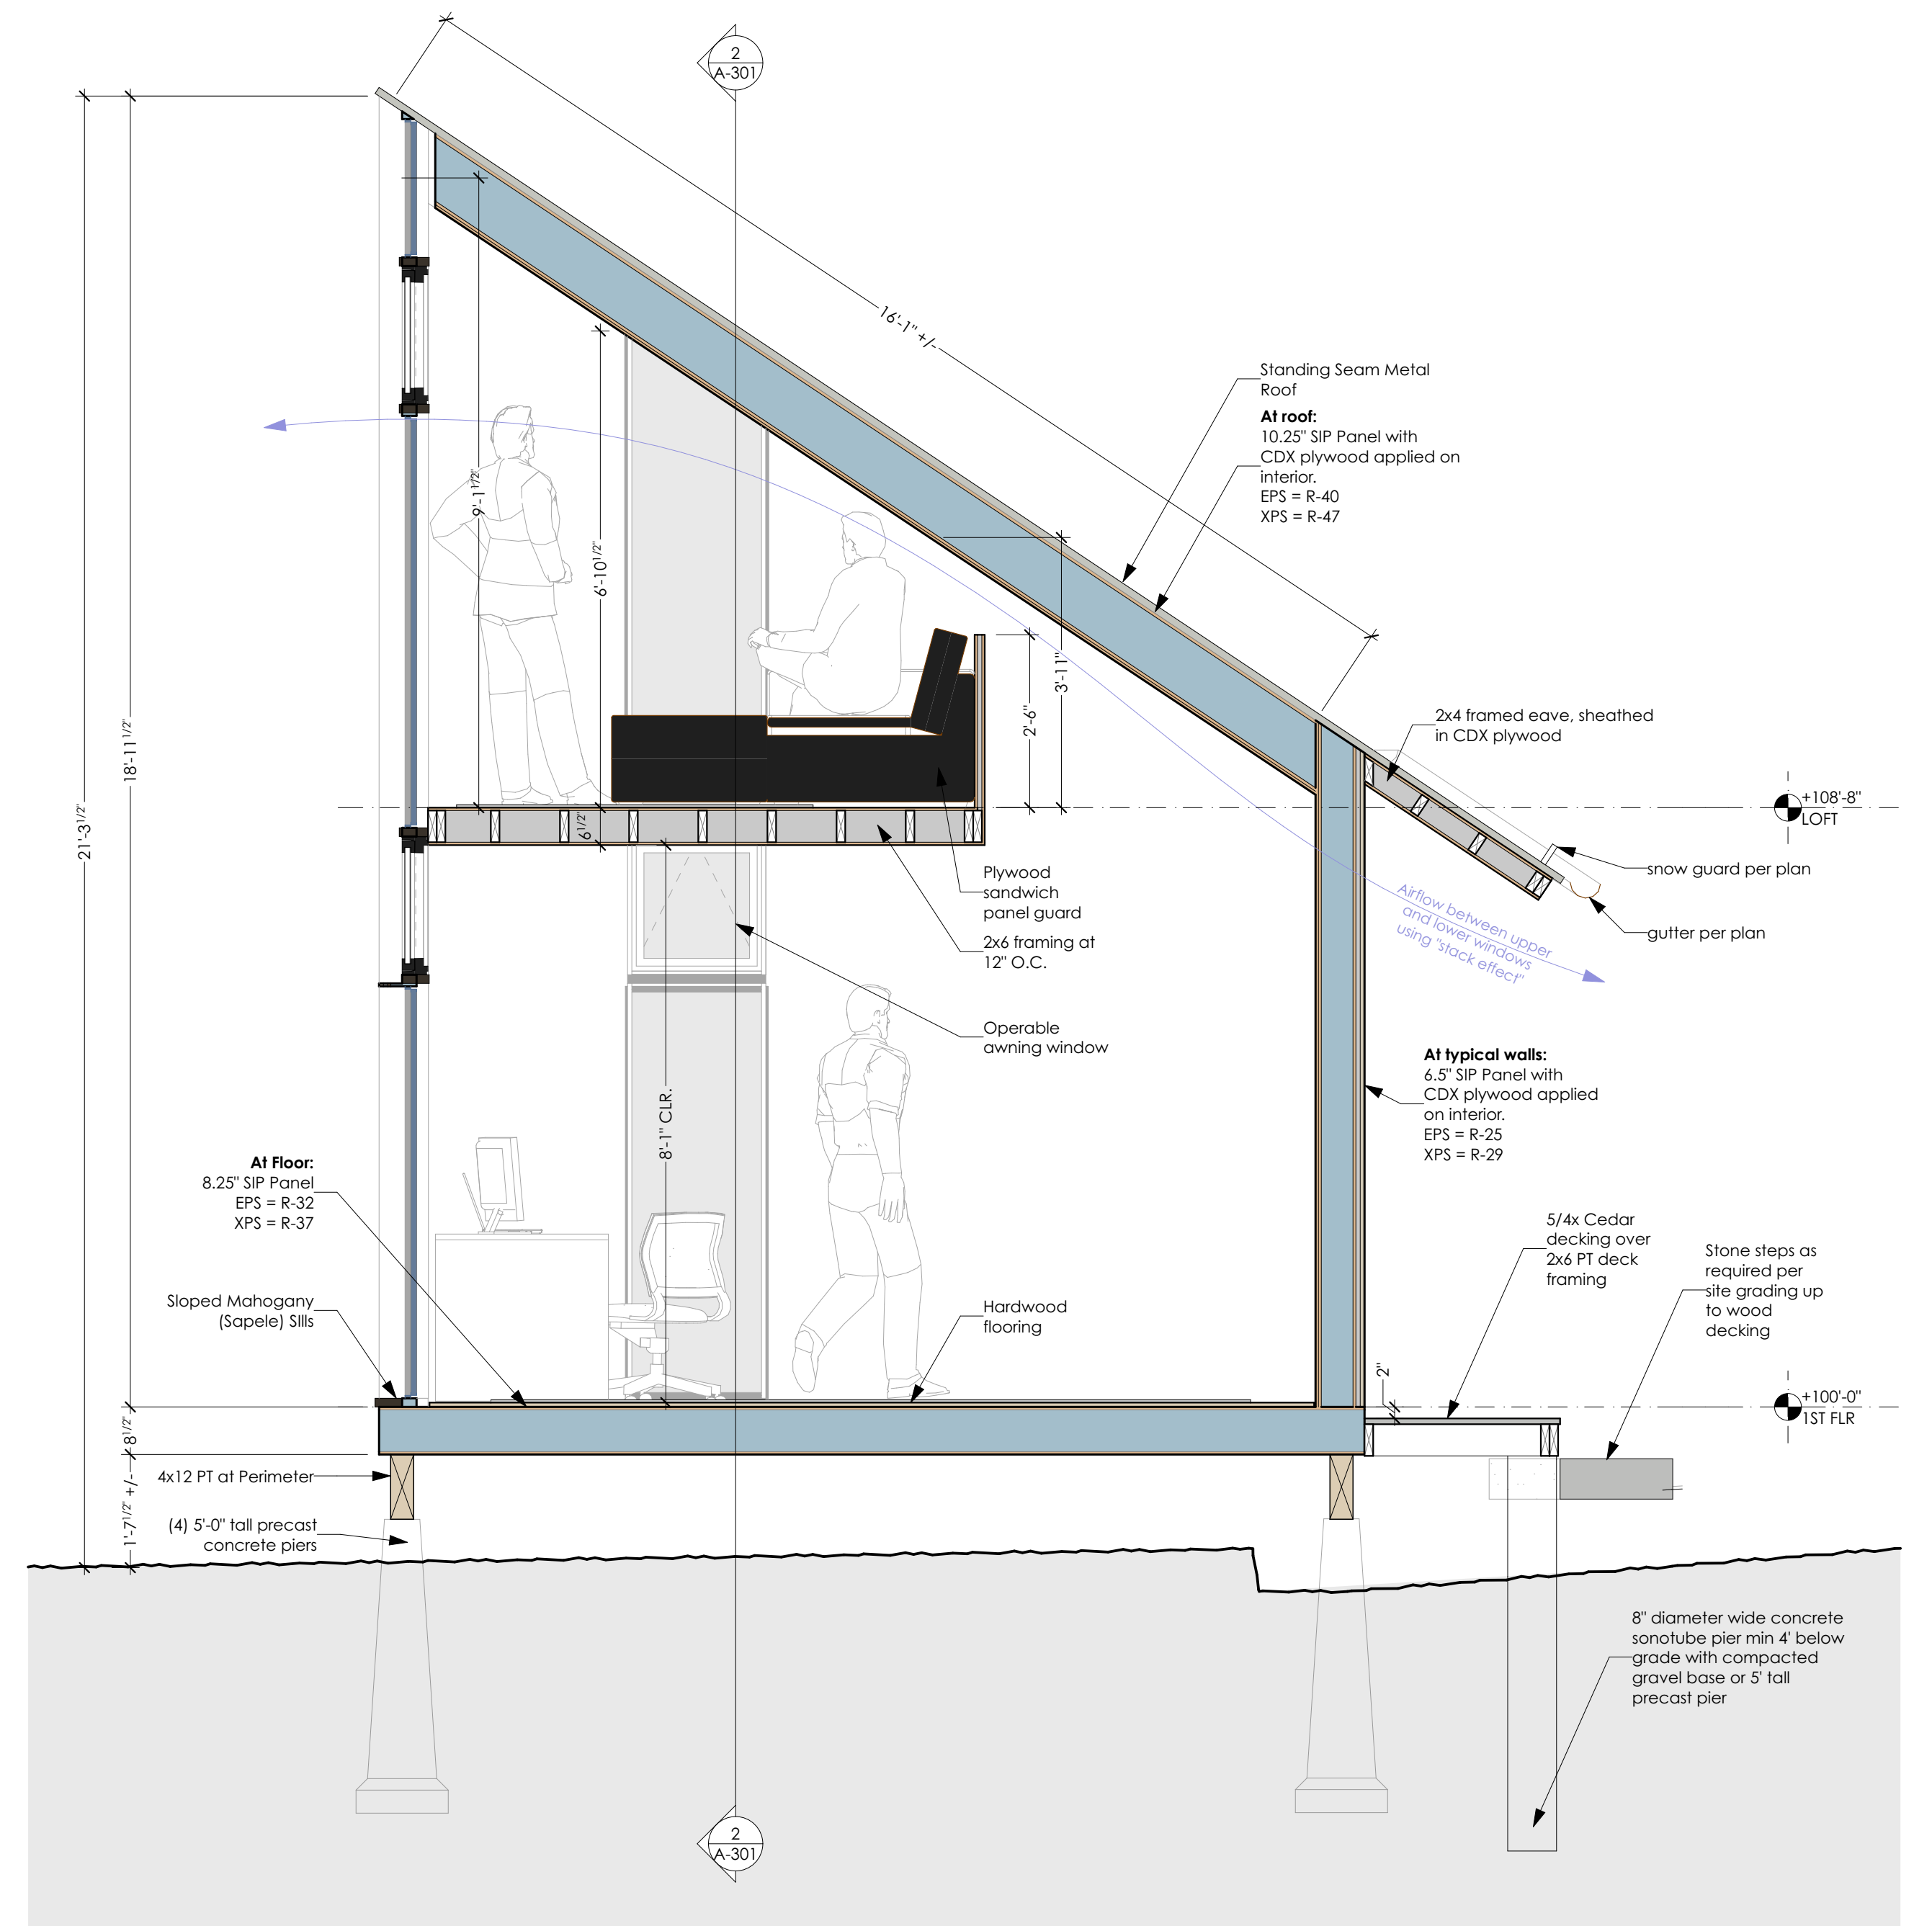 2
A-301
16'-1" +/-
Standing Seam Metal
Roof
At roof:
10.25" SIP Panel with
CDX plywood applied on
interior.
EPS = R-40
XPS = R-47
9'-1 1/2"
6'-10 1/2"
2'-6"
3'-11"
18'-11 1/2"
21'-3 1/2"
2x4 framed eave, sheathed
in CDX plywood
+108'-8"
LOFT
6 1/2"
snow guard per plan
gutter per plan
Plywood
sandwich
panel guard
2x6 framing at
12" O.C.
Airflow between upper
and lower windows
using "stack effect"
Operable
awning window
At typical walls:
6.5" SIP Panel with
CDX plywood applied
on interior.
EPS = R-25
XPS = R-29
8'-1" CLR.
At Floor:
8.25" SIP Panel
EPS = R-32
XPS = R-37
5/4x Cedar
decking over
2x6 PT deck
framing
Stone steps as
required per
site grading up
to wood
decking
Sloped Mahogany
(Sapele) SIlls
Hardwood
flooring
2"
+100'-0"
1ST FLR
8 1/2"
4x12 PT at Perimeter
1'-7 1/2" +/-
(4) 5'-0" tall precast
concrete piers
8" diameter wide concrete
sonotube pier min 4' below
grade with compacted
gravel base or 5' tall
precast pier
2
A-301